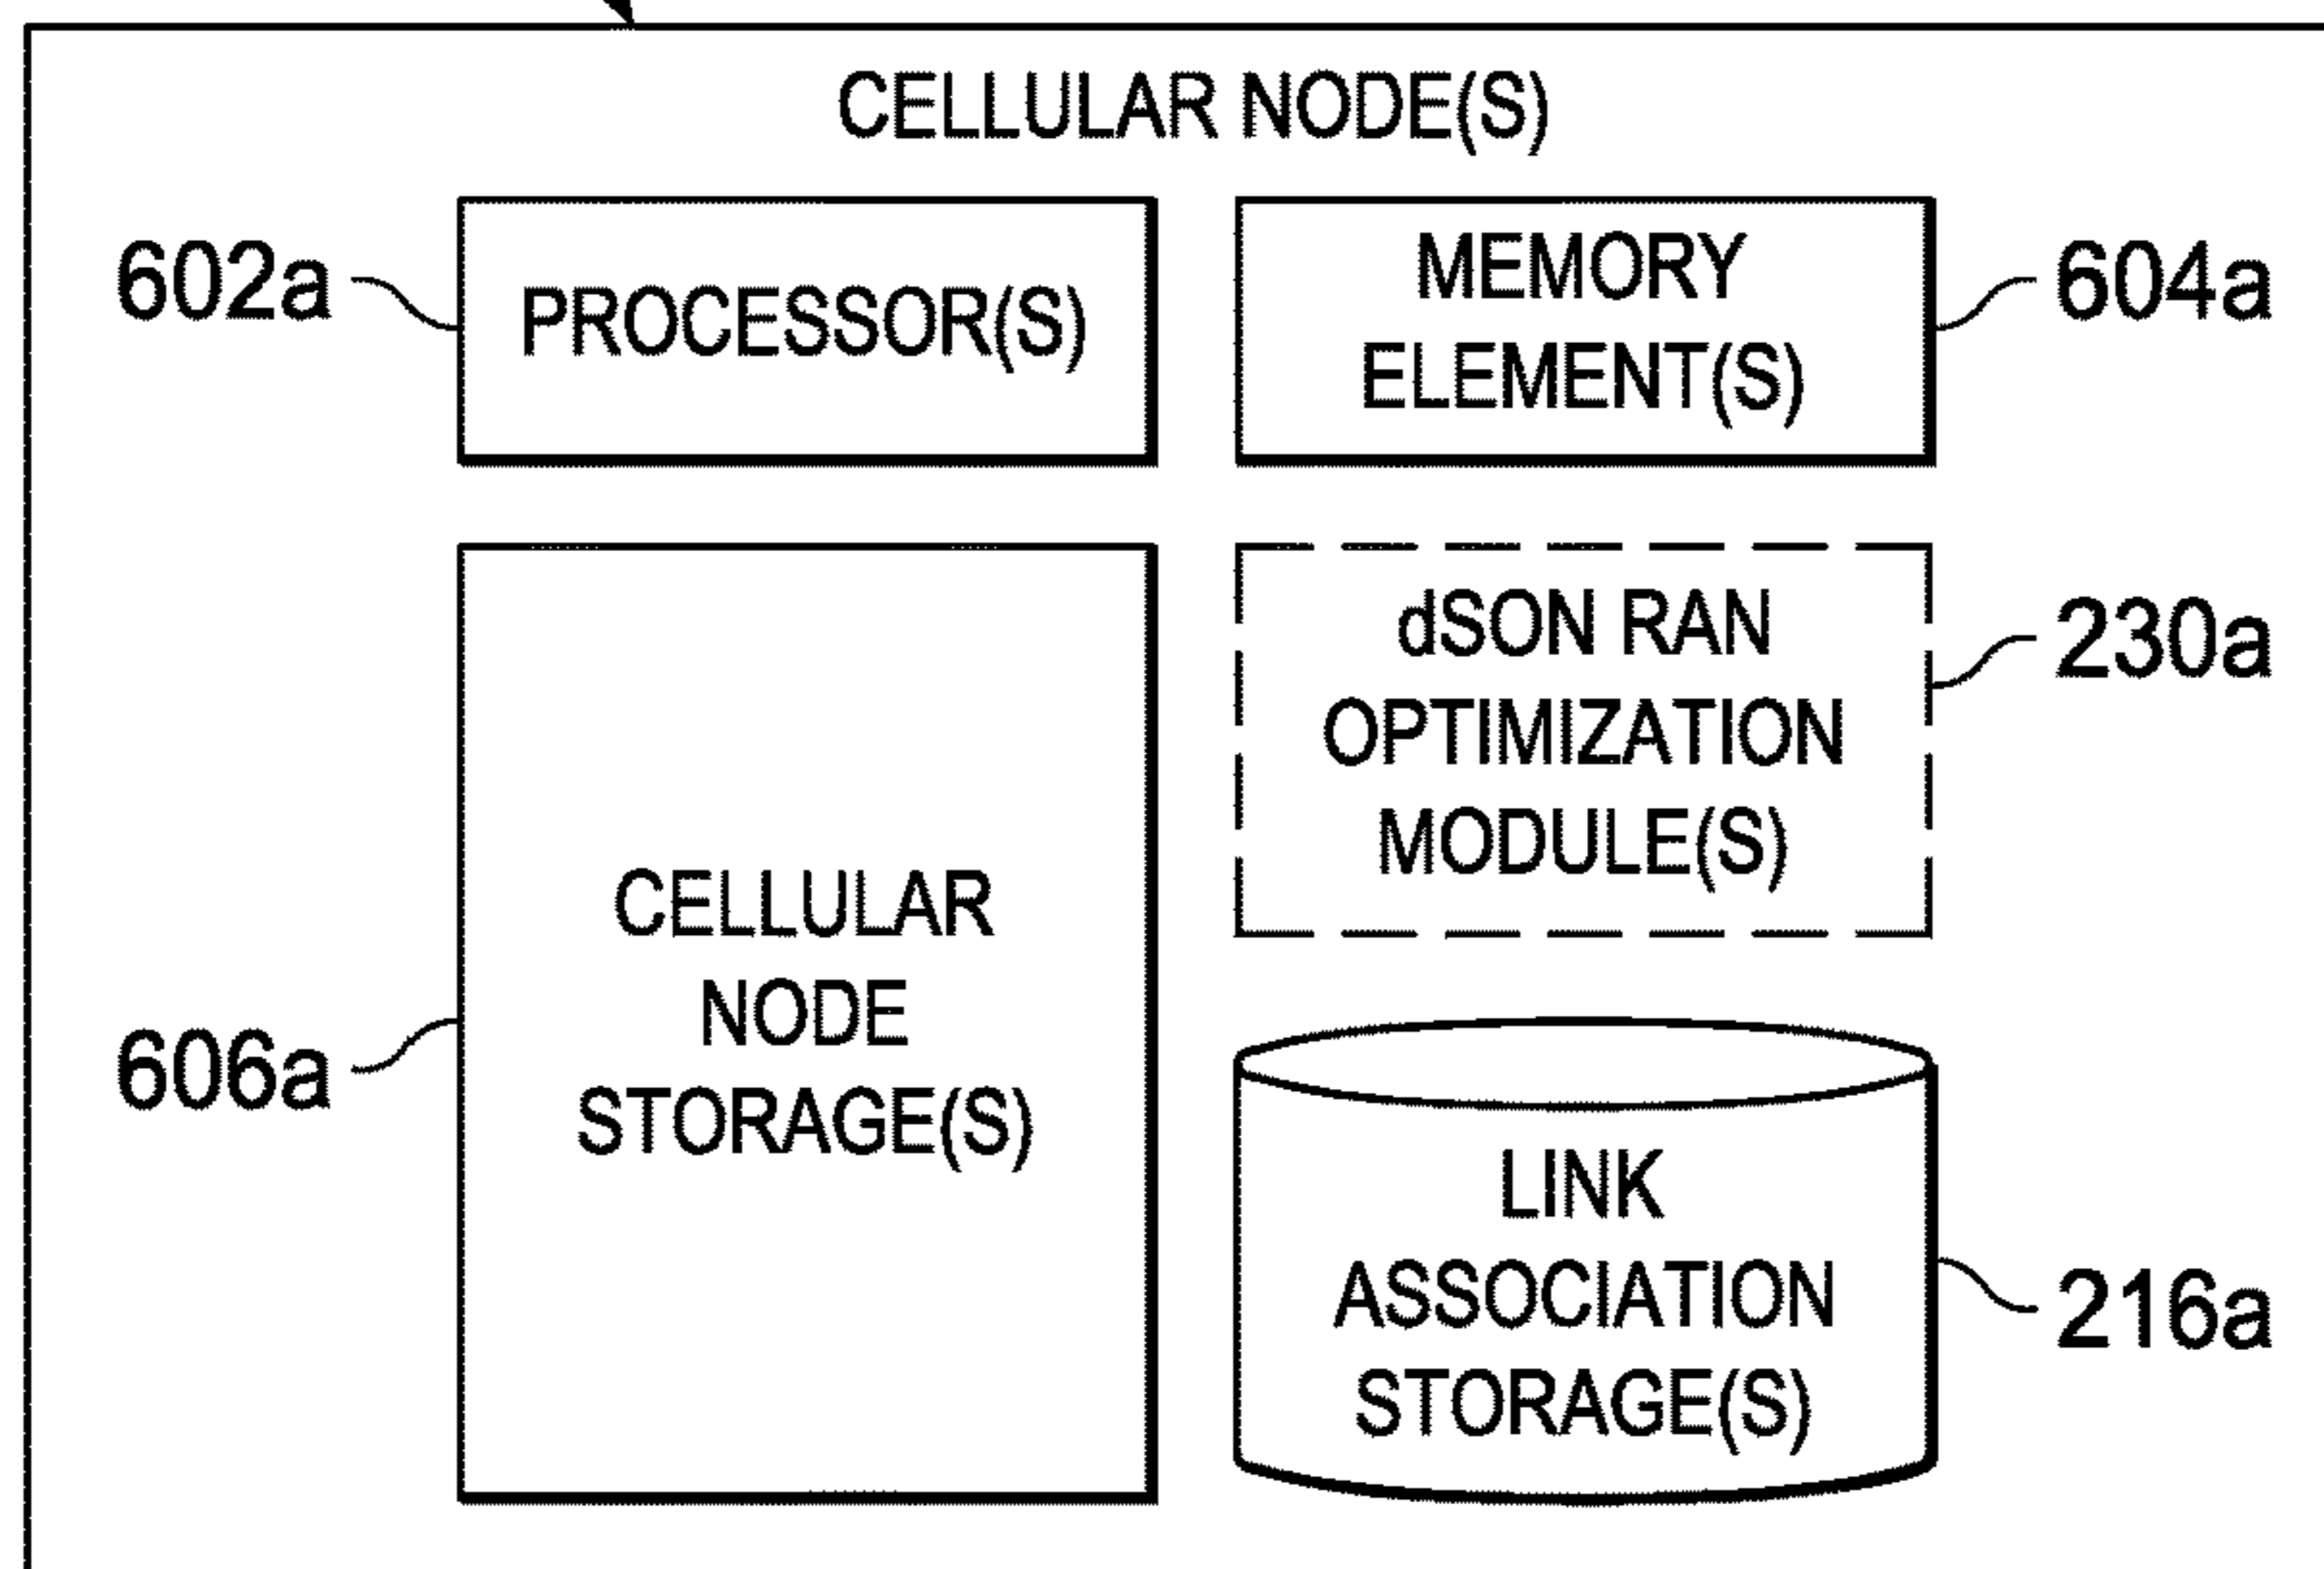 CELLULAR NODE(S)
602a
PROCESSOR(S)
MEMORY
ELEMENT(S)
604a
dSON RAN
OPTIMIZATION
MODULE(S)
230a
CELLULAR
NODE
STORAGE(S)
606a
LINK
ASSOCIATION
STORAGE(S)
216a